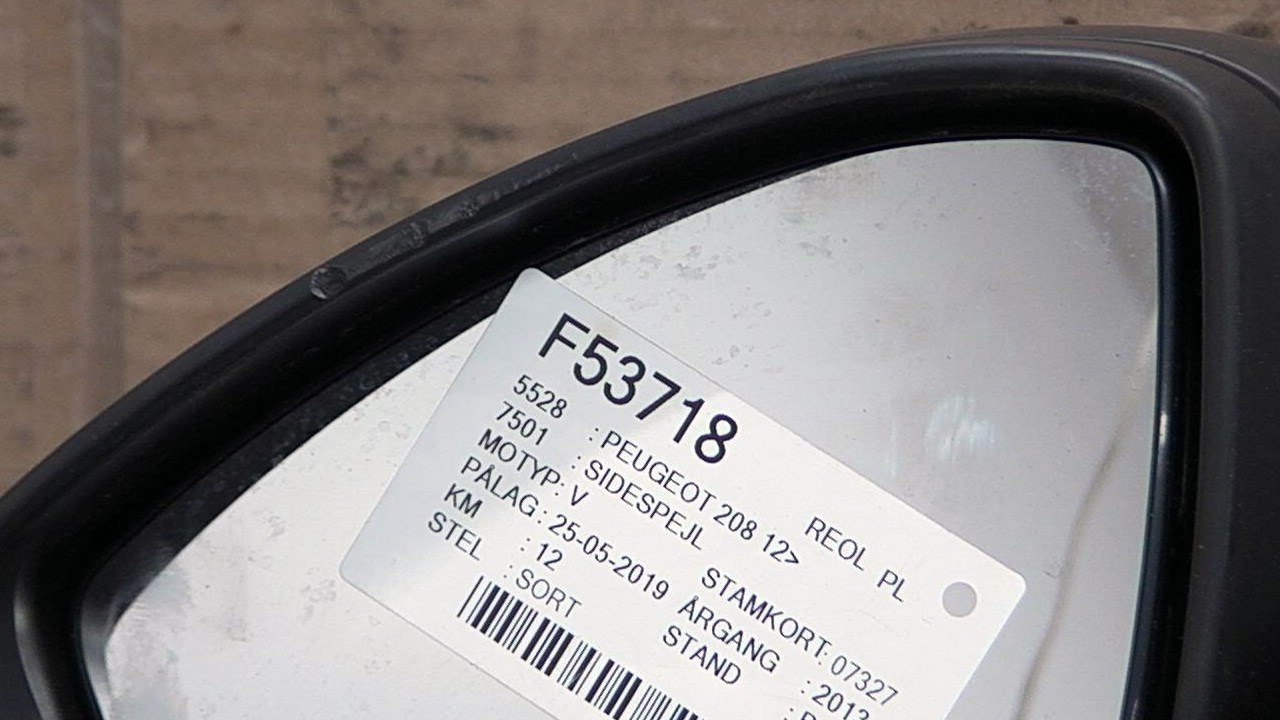 F53718
REOL PL
5528 : PEUGEOT 208 12>
7501 : SIDESPEJL STAMKORT: 07327
MOTYP: V ÅRGANG : 2013
PÅLAG: 25-05-2019 STAND :
KM : 12
STEL : SORT